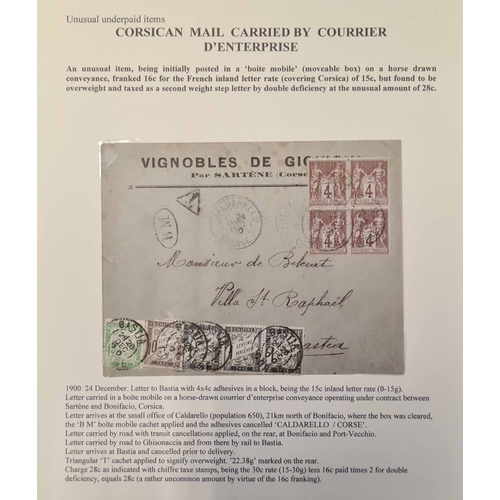 Unusual underpaid items
CORSICAN MAIL CARRIED BY COURRIER
D'ENTERPRISE
An unusual item, being initially posted in a 'boite mobile' (moveable box) on a horse drawn
conveyance, franked 16c for the French inland letter rate (covering Corsica) of 15c, but found to be
overweight and taxed as a second weight step letter by double deficiency at the unusual amount of 28c.
VIGNOBLES DE
Par SARTÈNE (Corse
4 4
4 4
T
BM
CORSE
Monsieur de
Villa St Raphaël
Bastia
BASTIA BASTIA BASTIA
1900 24 December. Letter to Bastia with 4x4c adhesives in a block, being the 15c inland letter rate (0-15g).
Letter carried in a boîte mobile on a horse-drawn courrier d'enterprise conveyance operating under contract between
Sartène and Bonifacio, Corsica.
Letter arrives at the small office of Caldarello (population 650), 21km north of Bonifacio, where the box was cleared,
the 'B M' boîte mobile cachet applied and the adhesives cancelled 'CALDARELLO / CORSE'.
Letter carried by road with transit cancellations applied, on the rear, at Bonifacio and Port-Vecchio.
Letter carried by road to Ghisonaccia and from there by rail to Bastia.
Letter arrives at Bastia and cancelled prior to delivery.
Triangular 'T' cachet applied to signify overweight. '22.38g' marked on the rear.
Charge 28c as indicated with chiffre taxe stamps, being the 30c rate (15-30g) less 16c paid times 2 for double
deficiency, equals 28c (a rather uncommon amount by virtue of the 16c franking).